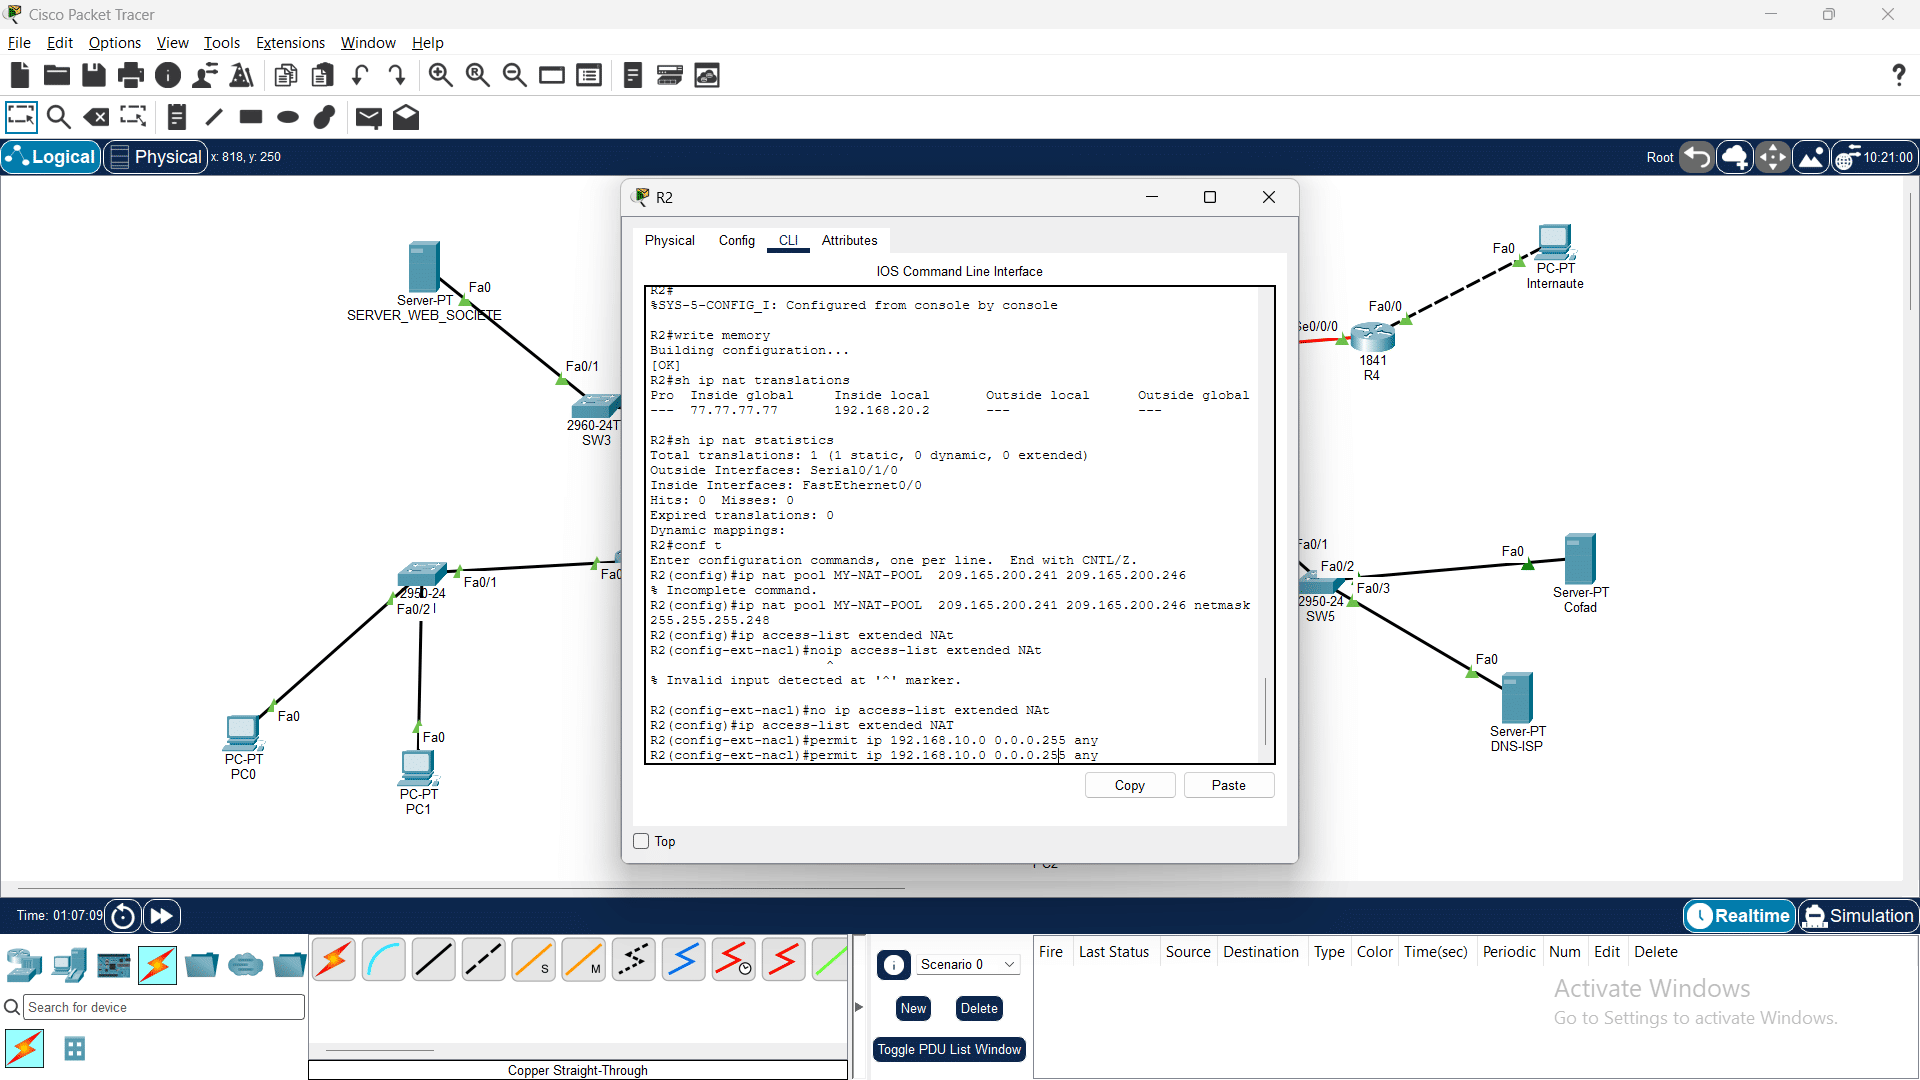 Cisco Packet Tracer
File Edit Options View Tools Extensions Window Help
Logical Physical x: 818, y: 250 Root 10:21:00
R2
Physical Config CLI Attributes
IOS Command Line Interface
R2#
%SYS-5-CONFIG_I: Configured from console by console
R2#write memory
Building configuration...
[OK]
R2#sh ip nat translations
Pro Inside global Inside local Outside local Outside global
--- 77.77.77.77 192.168.20.2 --- ---
R2#sh ip nat statistics
Total translations: 1 (1 static, 0 dynamic, 0 extended)
Outside Interfaces: Serial0/1/0
Inside Interfaces: FastEthernet0/0
Hits: 0 Misses: 0
Expired translations: 0
Dynamic mappings:
R2#conf t
Enter configuration commands, one per line. End with CNTL/Z.
R2(config)#ip nat pool MY-NAT-POOL 209.165.200.241 209.165.200.246
% Incomplete command.
R2(config)#ip nat pool MY-NAT-POOL 209.165.200.241 209.165.200.246 netmask
255.255.255.248
R2(config)#ip access-list extended NAt
R2(config-ext-nacl)#noip access-list extended NAt
^
% Invalid input detected at '^' marker.
R2(config-ext-nacl)#no ip access-list extended NAt
R2(config)#ip access-list extended NAT
R2(config-ext-nacl)#permit ip 192.168.10.0 0.0.0.255 any
R2(config-ext-nacl)#permit ip 192.168.10.0 0.0.0.255 any
Copy Paste
Top
Fa0
Server-PT
SERVER_WEB_SOCIETE
Fa0/1
2960-24T
SW3
2950-24
Fa0/1
Fa0/2
Fa0
PC-PT
PC0
Fa0
PC-PT
PC1
Fa0
PC-PT
Internaute
Fa0/0
Se0/0/0
1841
R4
Fa0/1
Fa0/2
Fa0/3
2950-24
SW5
Fa0
Server-PT
Cofad
Fa0
Server-PT
DNS-ISP
Time: 01:07:09 Realtime Simulation
Search for device
S
M
Copper Straight-Through
Scenario 0
New Delete
Toggle PDU List Window
Fire Last Status Source Destination Type Color Time(sec) Periodic Num Edit Delete
Activate Windows
Go to Settings to activate Windows.